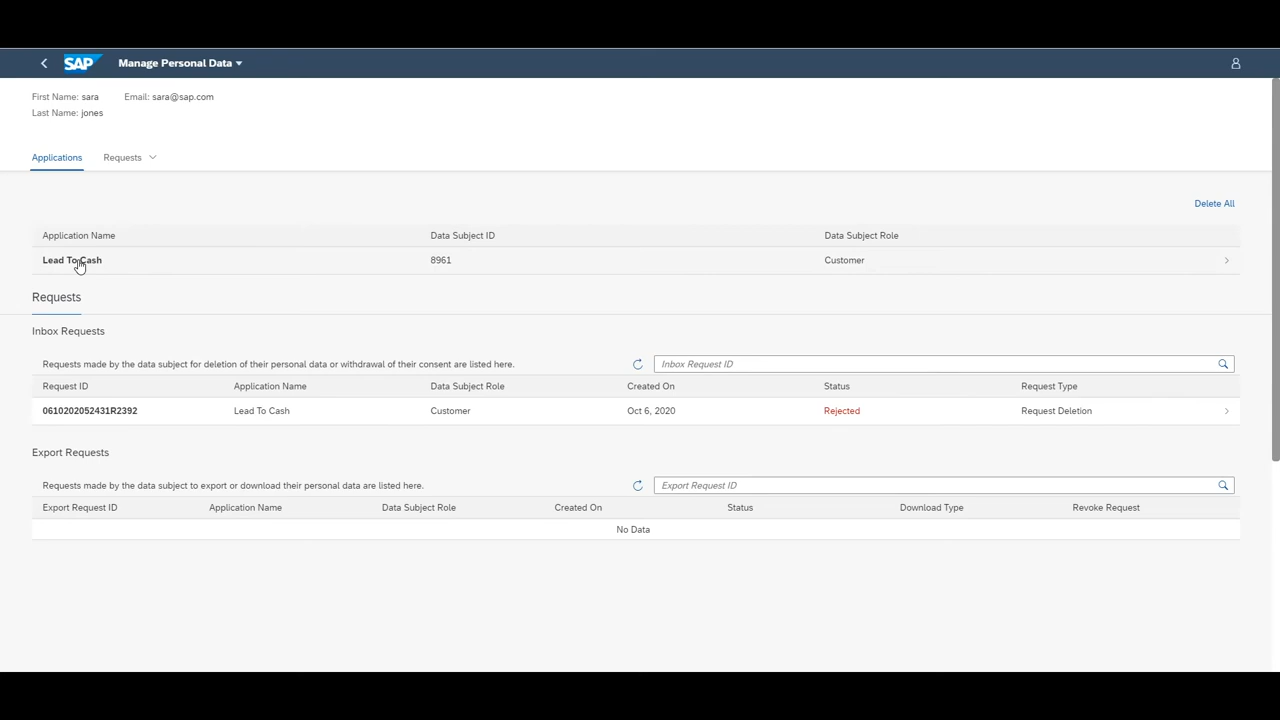 SAP Manage Personal Data
First Name: sara Email: sara@sap.com
Last Name: jones
Applications Requests
Delete All
Application Name Data Subject ID Data Subject Role
Lead To Cash 8961 Customer
Requests
Inbox Requests
Requests made by the data subject for deletion of their personal data or withdrawal of their consent are listed here. Inbox Request ID
Request ID Application Name Data Subject Role Created On Status Request Type
0610202052431R2392 Lead To Cash Customer Oct 6, 2020 Rejected Request Deletion
Export Requests
Requests made by the data subject to export or download their personal data are listed here. Export Request ID
Export Request ID Application Name Data Subject Role Created On Status Download Type Revoke Request
No Data